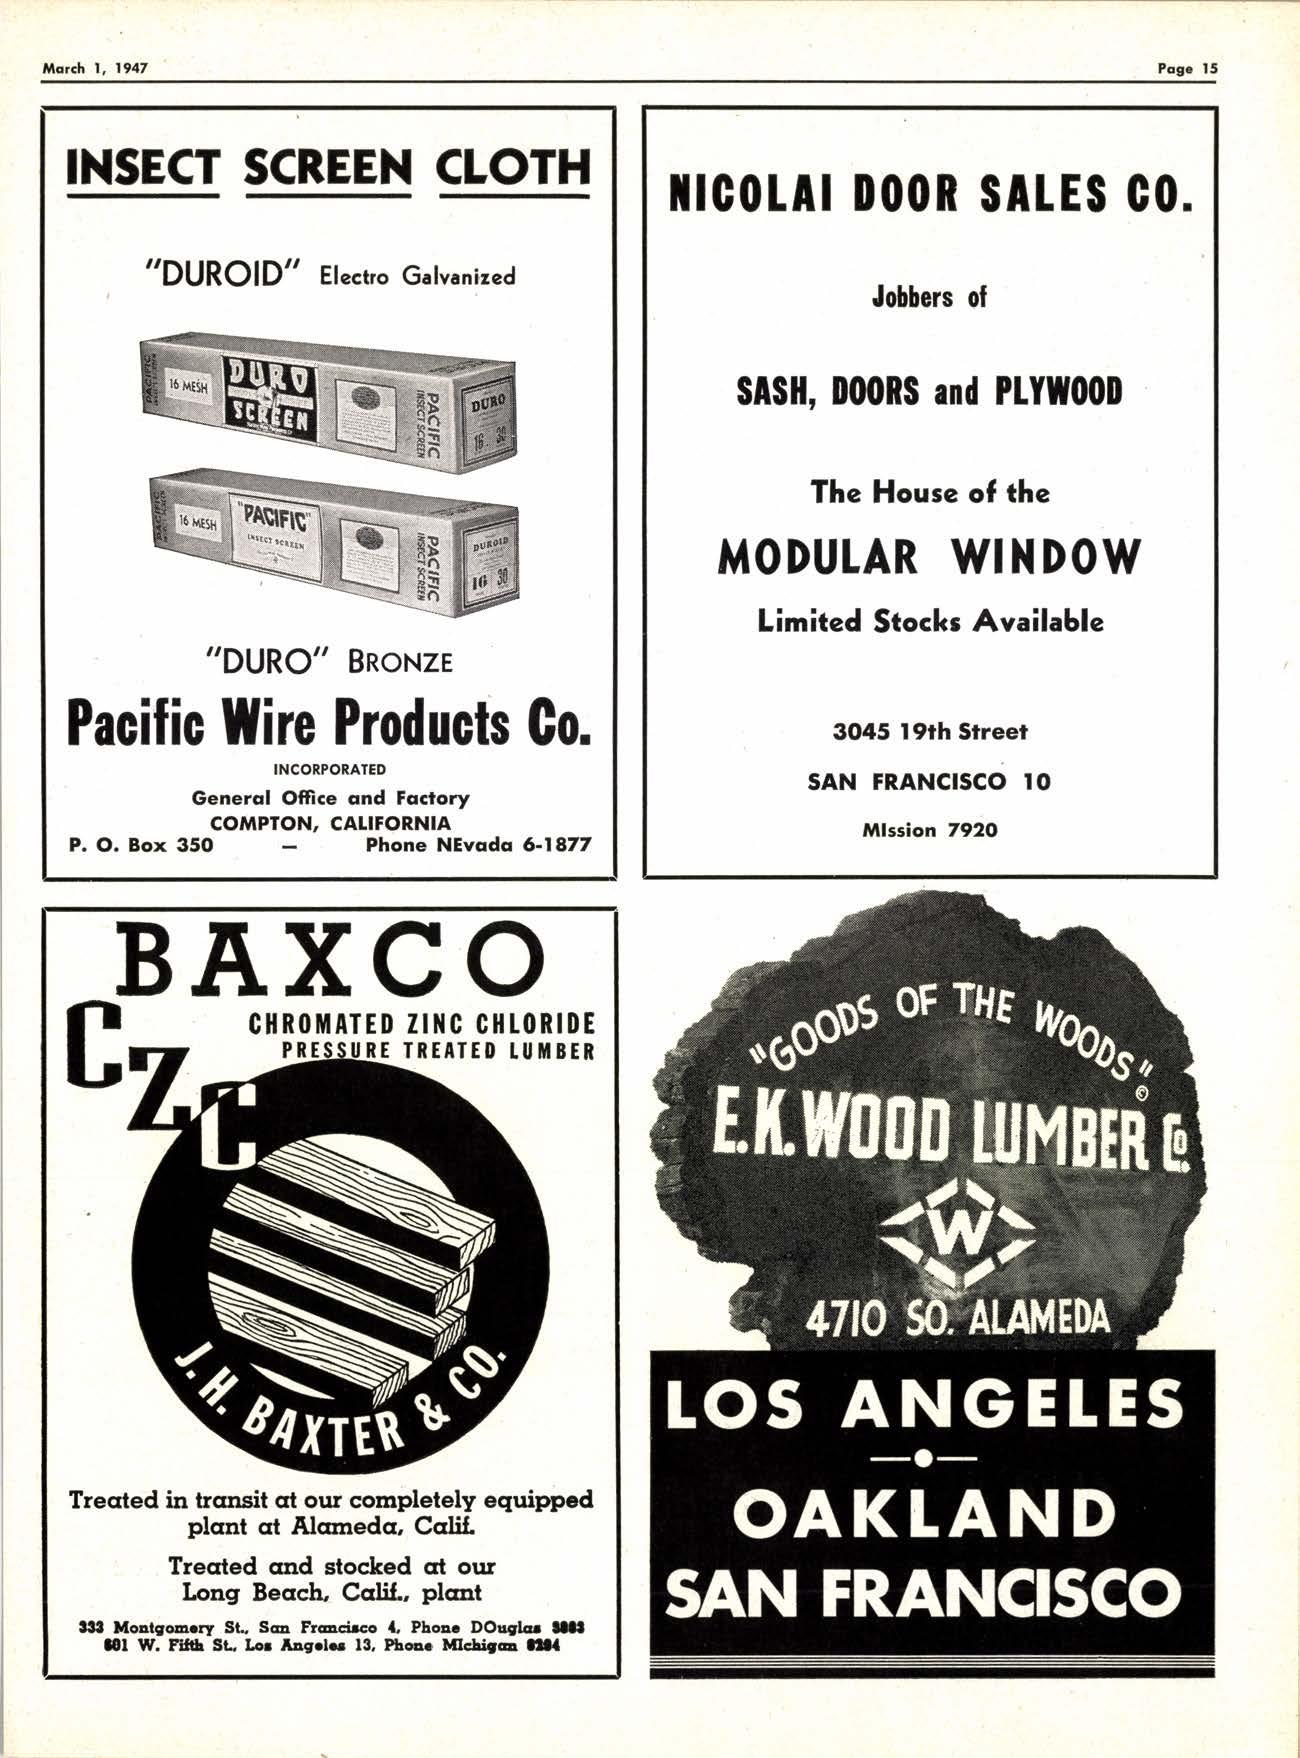 March 1, 1947
Page 15
INSECT SCREEN CLOTH
"DUROID" Electro Galvanized
PACIFIC
16 MESH
DURO
SCREEN
PACIFIC
INSECT SCREEN
DURO
16 30
PACIFIC
16 MESH
"PACIFIC"
INSECT SCREEN
PACIFIC
INSECT SCREEN
DUROID
16 30
"DURO" BRONZE
Pacific Wire Products Co.
INCORPORATED
General Office and Factory
COMPTON, CALIFORNIA
P. O. Box 350 — Phone NEvada 6-1877
NICOLAI DOOR SALES CO.
Jobbers of
SASH, DOORS and PLYWOOD
The House of the
MODULAR WINDOW
Limited Stocks Available
3045 19th Street
SAN FRANCISCO 10
MIssion 7920
BAXCO
CZC
CHROMATED ZINC CHLORIDE
PRESSURE TREATED LUMBER
J. H. BAXTER & CO.
Treated in transit at our completely equipped
plant at Alameda, Calif.
Treated and stocked at our
Long Beach, Calif., plant
333 Montgomery St., San Francisco 4, Phone DOuglas
601 W. Fifth St., Los Angeles 13, Phone MIchigan
"GOODS OF THE WOODS"
©
E.K. WOOD LUMBER Co.
W
4710 SO. ALAMEDA
LOS ANGELES
OAKLAND
SAN FRANCISCO